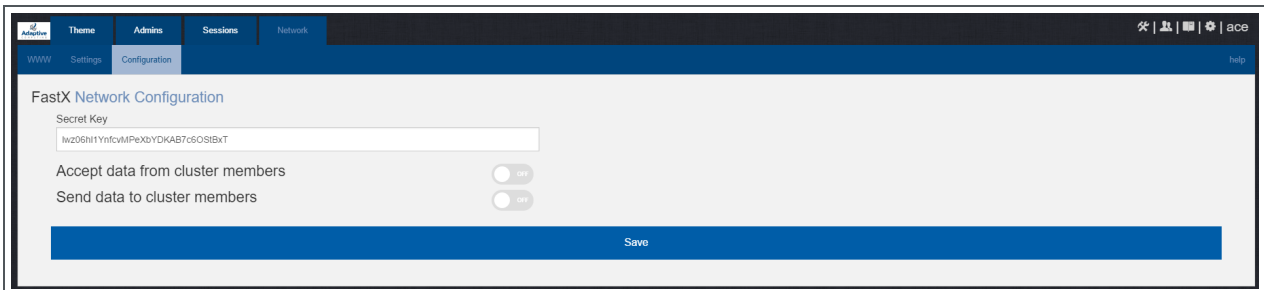 Adaptive
Theme Admins Sessions Network
| | | | ace
WWW Settings Configuration help
FastX Network Configuration
Secret Key
Iwz06hI1YnfcvMPeXbYDKAB7c6OStBxT
Accept data from cluster members OFF
Send data to cluster members OFF
Save